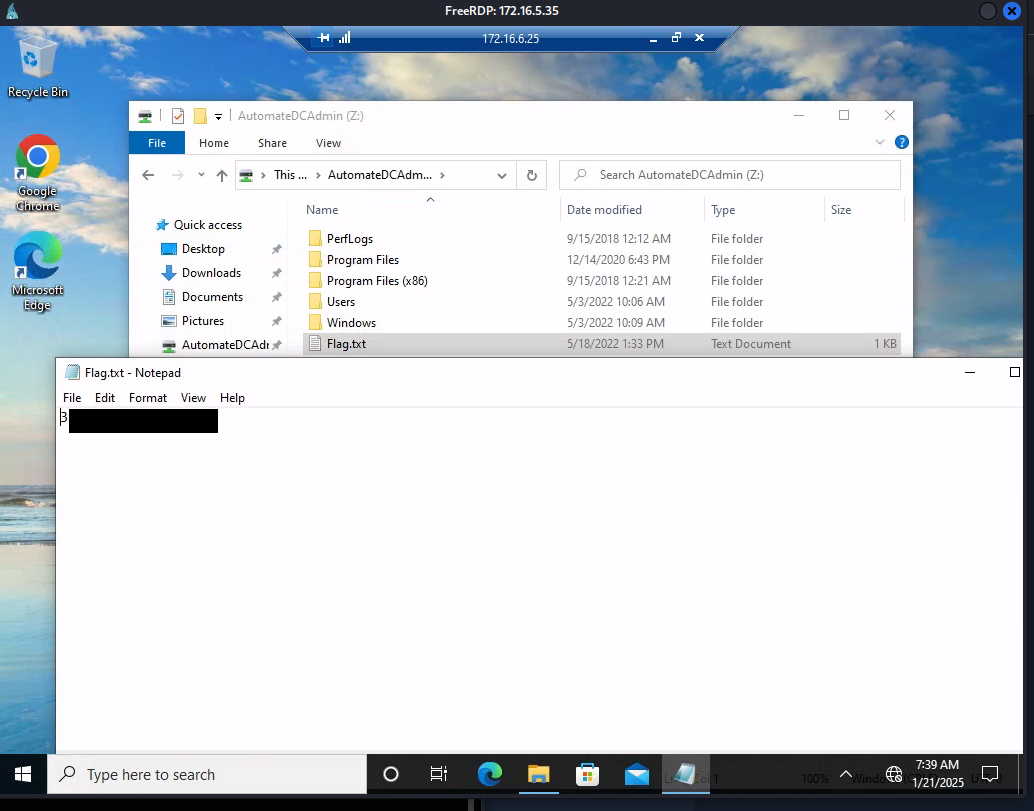 FreeRDP: 172.16.5.35
172.16.6.25
Recycle Bin
Google
Chrome
Microsoft
Edge
AutomateDCAdmin (Z:)
File Home Share View
This ... AutomateDCAdm...
Search AutomateDCAdmin (Z:)
Name Date modified Type Size
Quick access
Desktop
Downloads
Documents
Pictures
AutomateDCAdr
PerfLogs 9/15/2018 12:12 AM File folder
Program Files 12/14/2020 6:43 PM File folder
Program Files (x86) 9/15/2018 12:21 AM File folder
Users 5/3/2022 10:06 AM File folder
Windows 5/3/2022 10:09 AM File folder
Flag.txt 5/18/2022 1:33 PM Text Document 1 KB
Flag.txt - Notepad
File Edit Format View Help
3
Type here to search
Col 1
100%
7:39 AM
1/21/2025